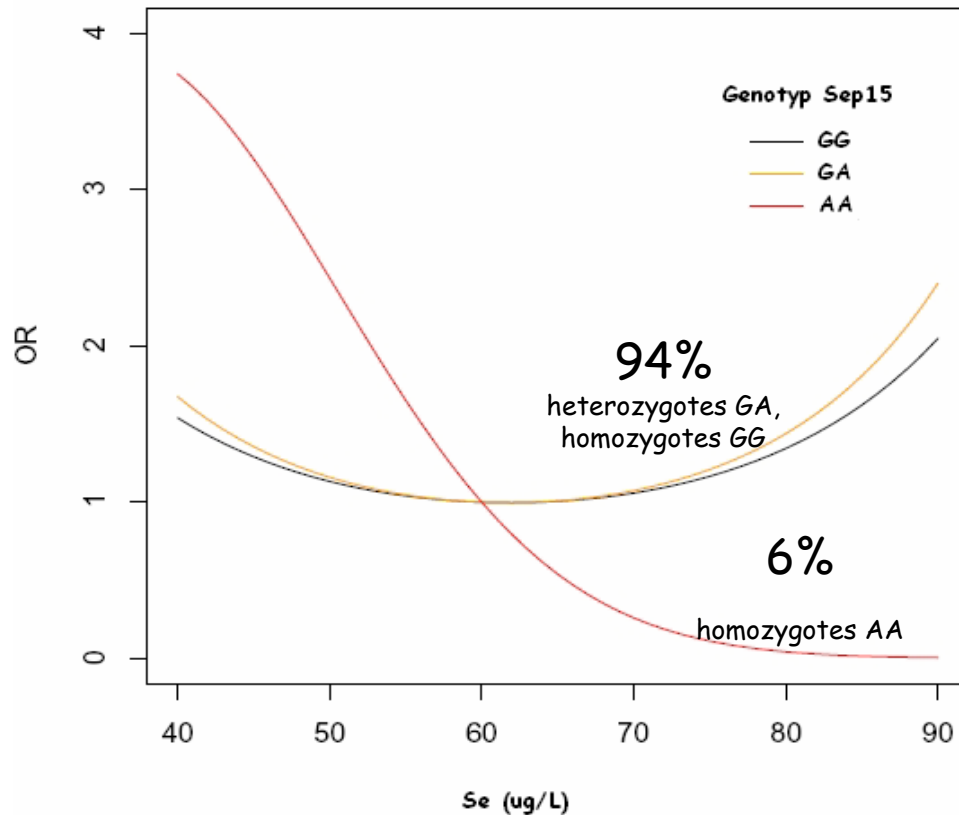 4
3
2
1
0
OR
Genotyp Sep15
GG
GA
AA
94%
heterozygotes GA,
homozygotes GG
6%
homozygotes AA
40 50 60 70 80 90
Se (ug/L)